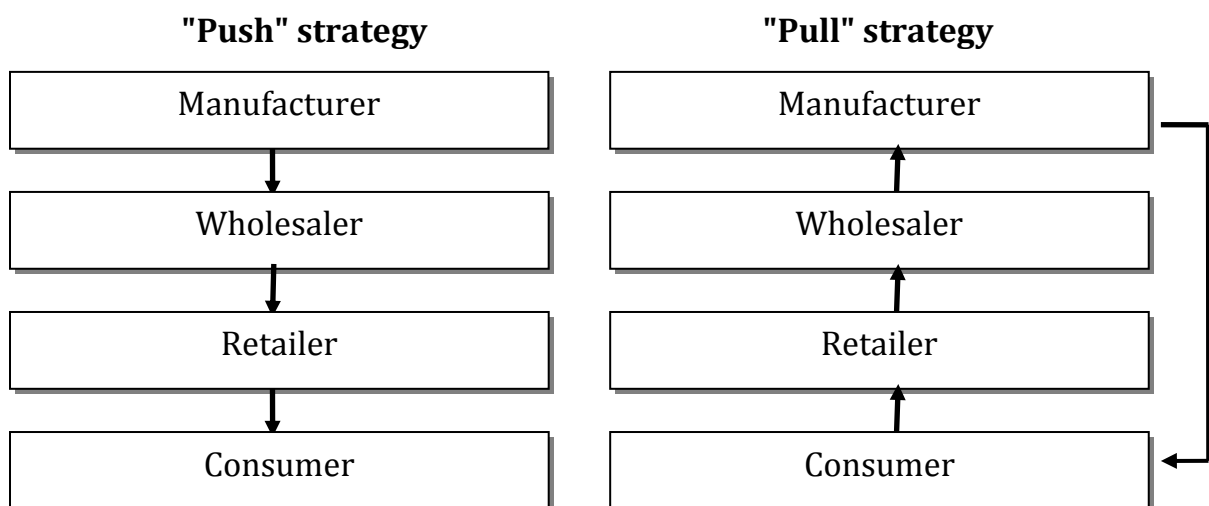 "Push" strategy
Manufacturer
Wholesaler
Retailer
Consumer
"Pull" strategy
Manufacturer
Wholesaler
Retailer
Consumer